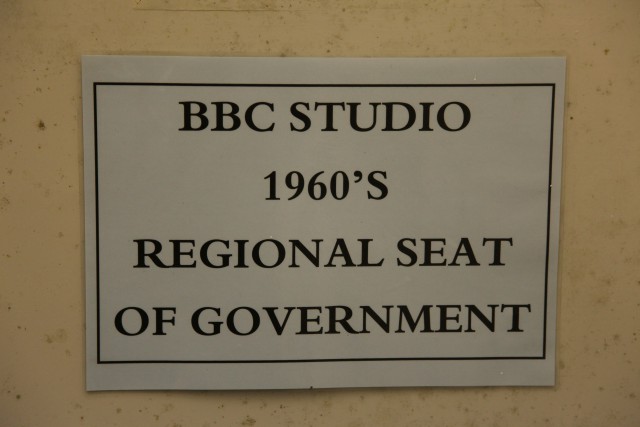 BBC STUDIO
1960'S
REGIONAL SEAT
OF GOVERNMENT